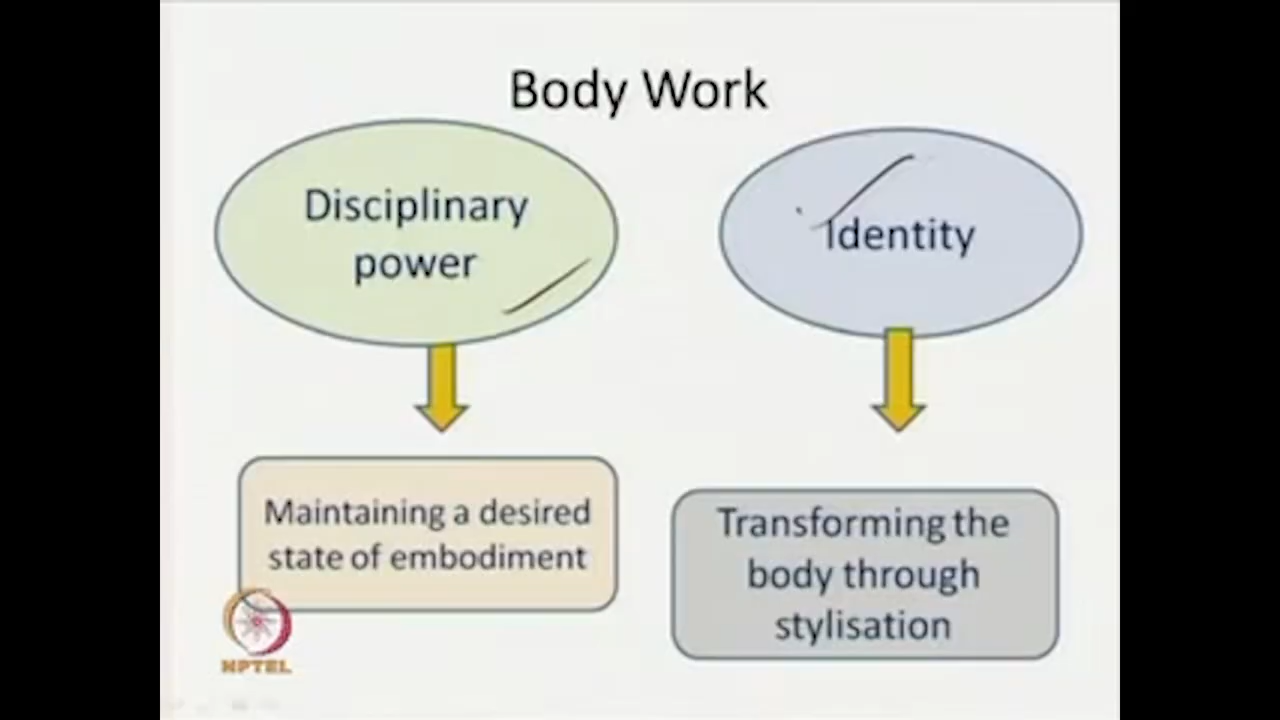 Body Work
Disciplinary
power
Identity
Maintaining a desired
state of embodiment
Transforming the
body through
stylisation
NPTEL